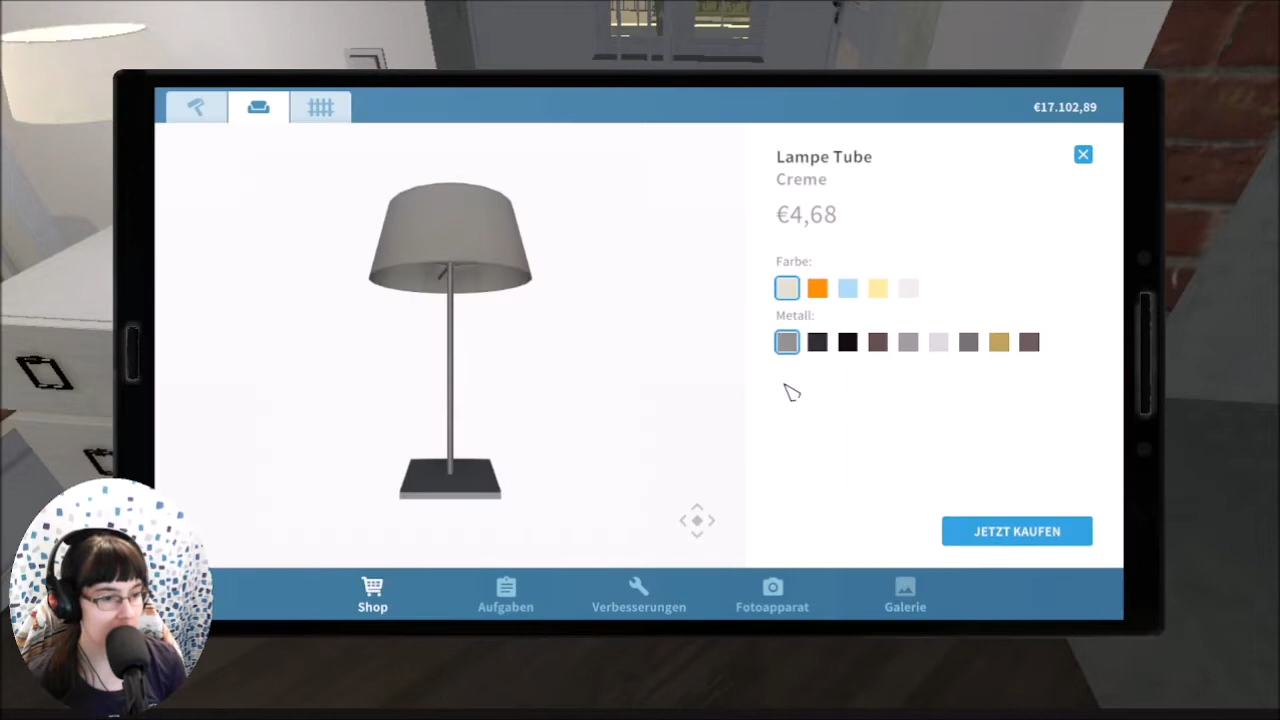 €17.102,89
Lampe Tube
Creme
€4,68
Farbe:
Metall:
JETZT KAUFEN
Shop
Aufgaben
Verbesserungen
Fotoapparat
Galerie